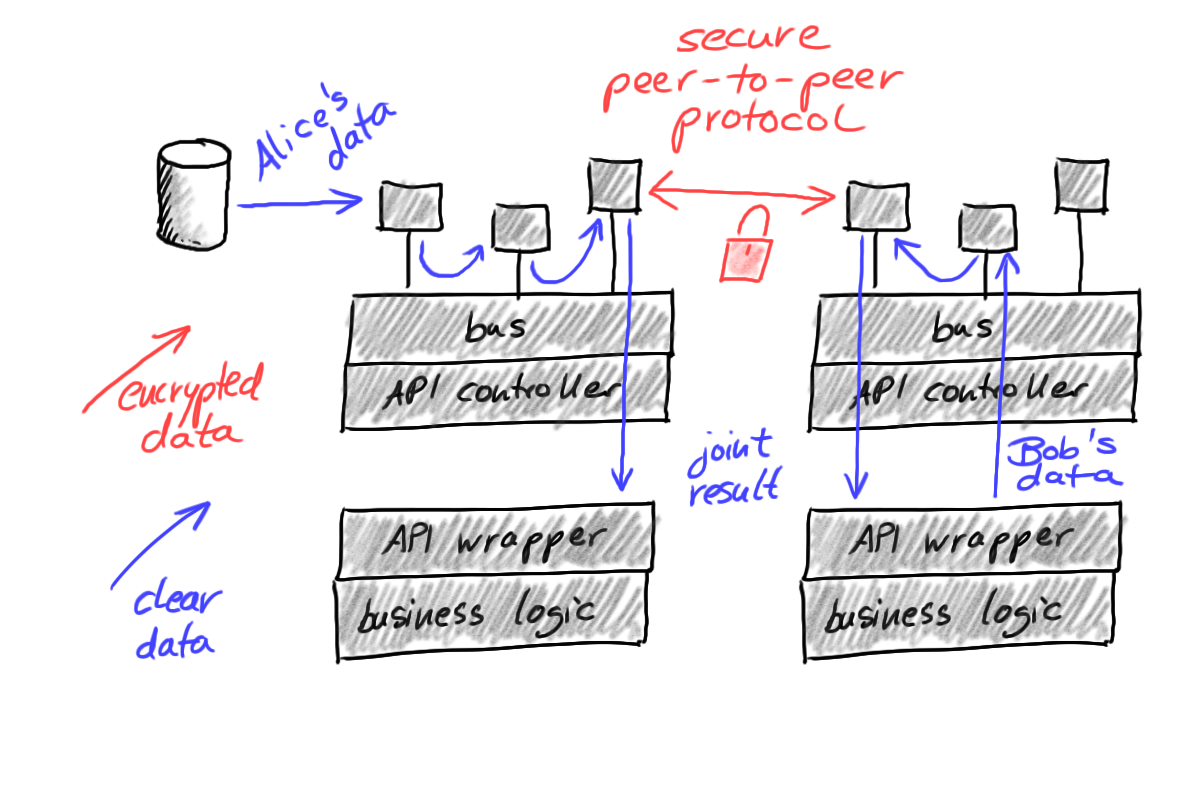 secure
peer-to-peer
protocol
Alice's
data
bus
bus
API controller
API controller
encrypted
data
joint
result
Bob's
data
API wrapper
API wrapper
clear
data
business logic
business logic